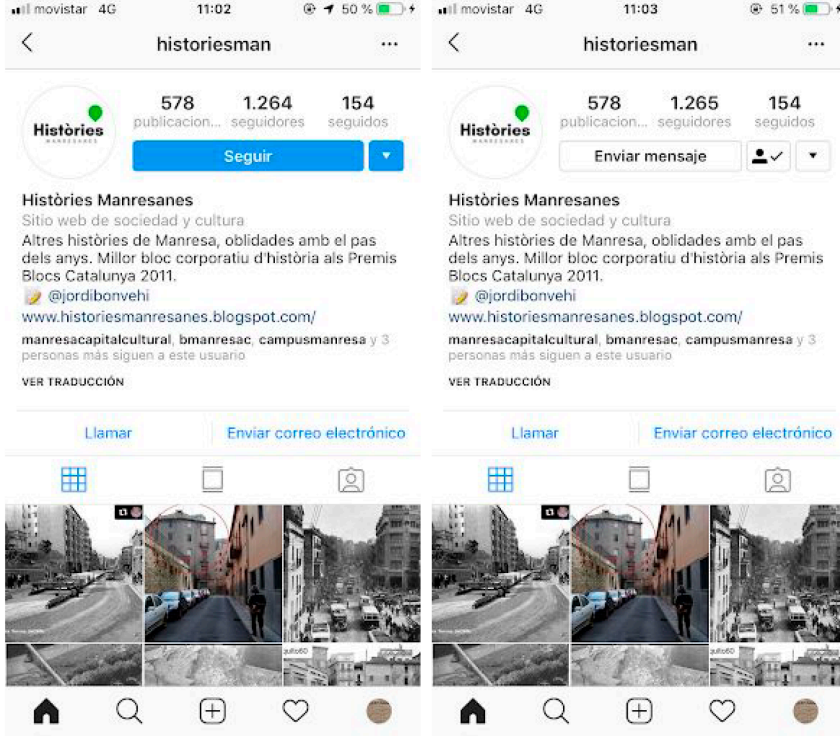 movistar 4G 11:02 50 %
historiesman
Històries
MANRESANES
578 1.264 154
publicacion... seguidores seguidos
Seguir
Històries Manresanes
Sitio web de sociedad y cultura
Altres històries de Manresa, oblidades amb el pas
dels anys. Millor bloc corporatiu d'història als Premis
Blocs Catalunya 2011.
@jordibonvehi
www.historiesmanresanes.blogspot.com/
manresacapitalcultural, bmanresac, campusmanresa y 3
personas más siguen a este usuario
VER TRADUCCIÓN
Llamar Enviar correo electrónico
movistar 4G 11:03 51 %
historiesman
Històries
MANRESANES
578 1.265 154
publicacion... seguidores seguidos
Enviar mensaje
Històries Manresanes
Sitio web de sociedad y cultura
Altres històries de Manresa, oblidades amb el pas
dels anys. Millor bloc corporatiu d'història als Premis
Blocs Catalunya 2011.
@jordibonvehi
www.historiesmanresanes.blogspot.com/
manresacapitalcultural, bmanresac, campusmanresa y 3
personas más siguen a este usuario
VER TRADUCCIÓN
Llamar Enviar correo electrónico